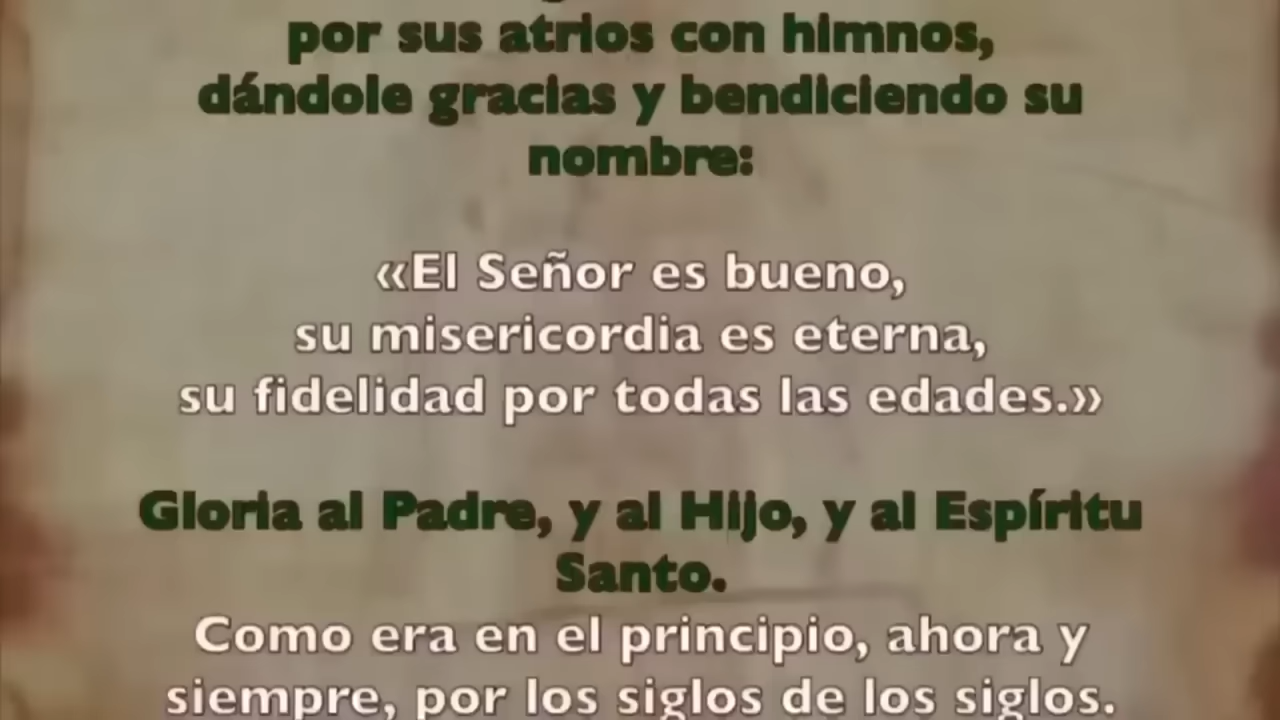 por sus atrios con himnos,
dándole gracias y bendiciendo su
nombre:
«El Señor es bueno,
su misericordia es eterna,
su fidelidad por todas las edades.»
Gloria al Padre, y al Hijo, y al Espíritu
Santo.
Como era en el principio, ahora y
siempre, por los siglos de los siglos.